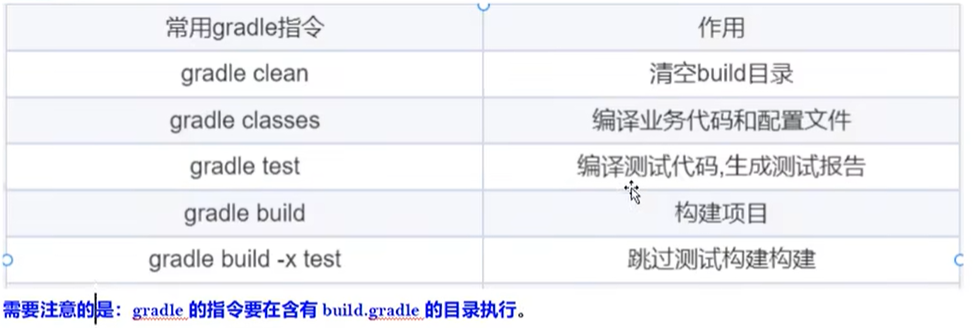 常用gradle指令 作用
gradle clean 清空build目录
gradle classes 编译业务代码和配置文件
gradle test 编译测试代码,生成测试报告
gradle build 构建项目
gradle build -x test 跳过测试构建构建
需要注意的是：gradle 的指令要在含有 build.gradle 的目录执行。